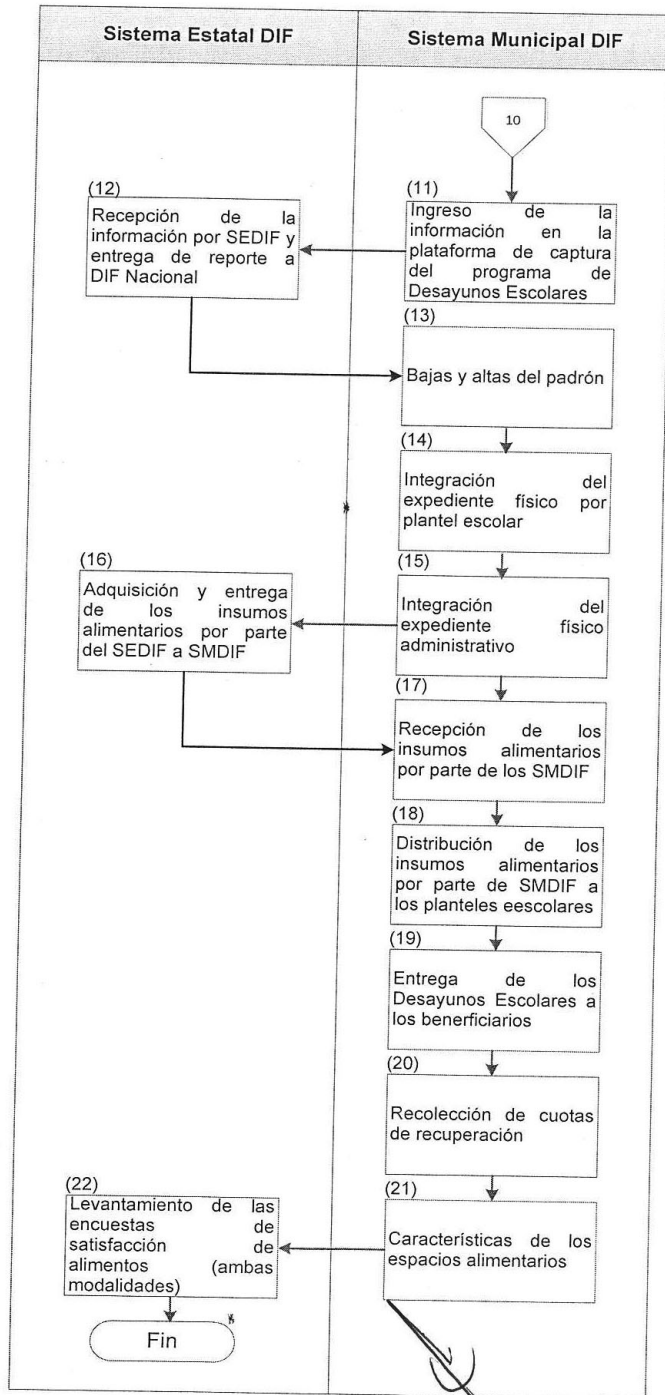 Sistema Estatal DIF
Sistema Municipal DIF
10
(11)
Ingreso de la
información en la
plataforma de captura
del programa de
Desayunos Escolares
(12)
Recepción de la
información por SEDIF y
entrega de reporte a
DIF Nacional
(13)
Bajas y altas del padrón
(14)
Integración del
expediente físico por
plantel escolar
(15)
Integración del
expediente físico
administrativo
(16)
Adquisición y entrega
de los insumos
alimentarios por parte
del SEDIF a SMDIF
(17)
Recepción de los
insumos alimentarios
por parte de los SMDIF
(18)
Distribución de los
insumos alimentarios
por parte de SMDIF a
los planteles eescolares
(19)
Entrega de los
Desayunos Escolares a
los benerficiarios
(20)
Recolección de cuotas
de recuperación
(21)
Características de los
espacios alimentarios
(22)
Levantamiento de las
encuestas de
satisfacción de
alimentos (ambas
modalidades)
Fin